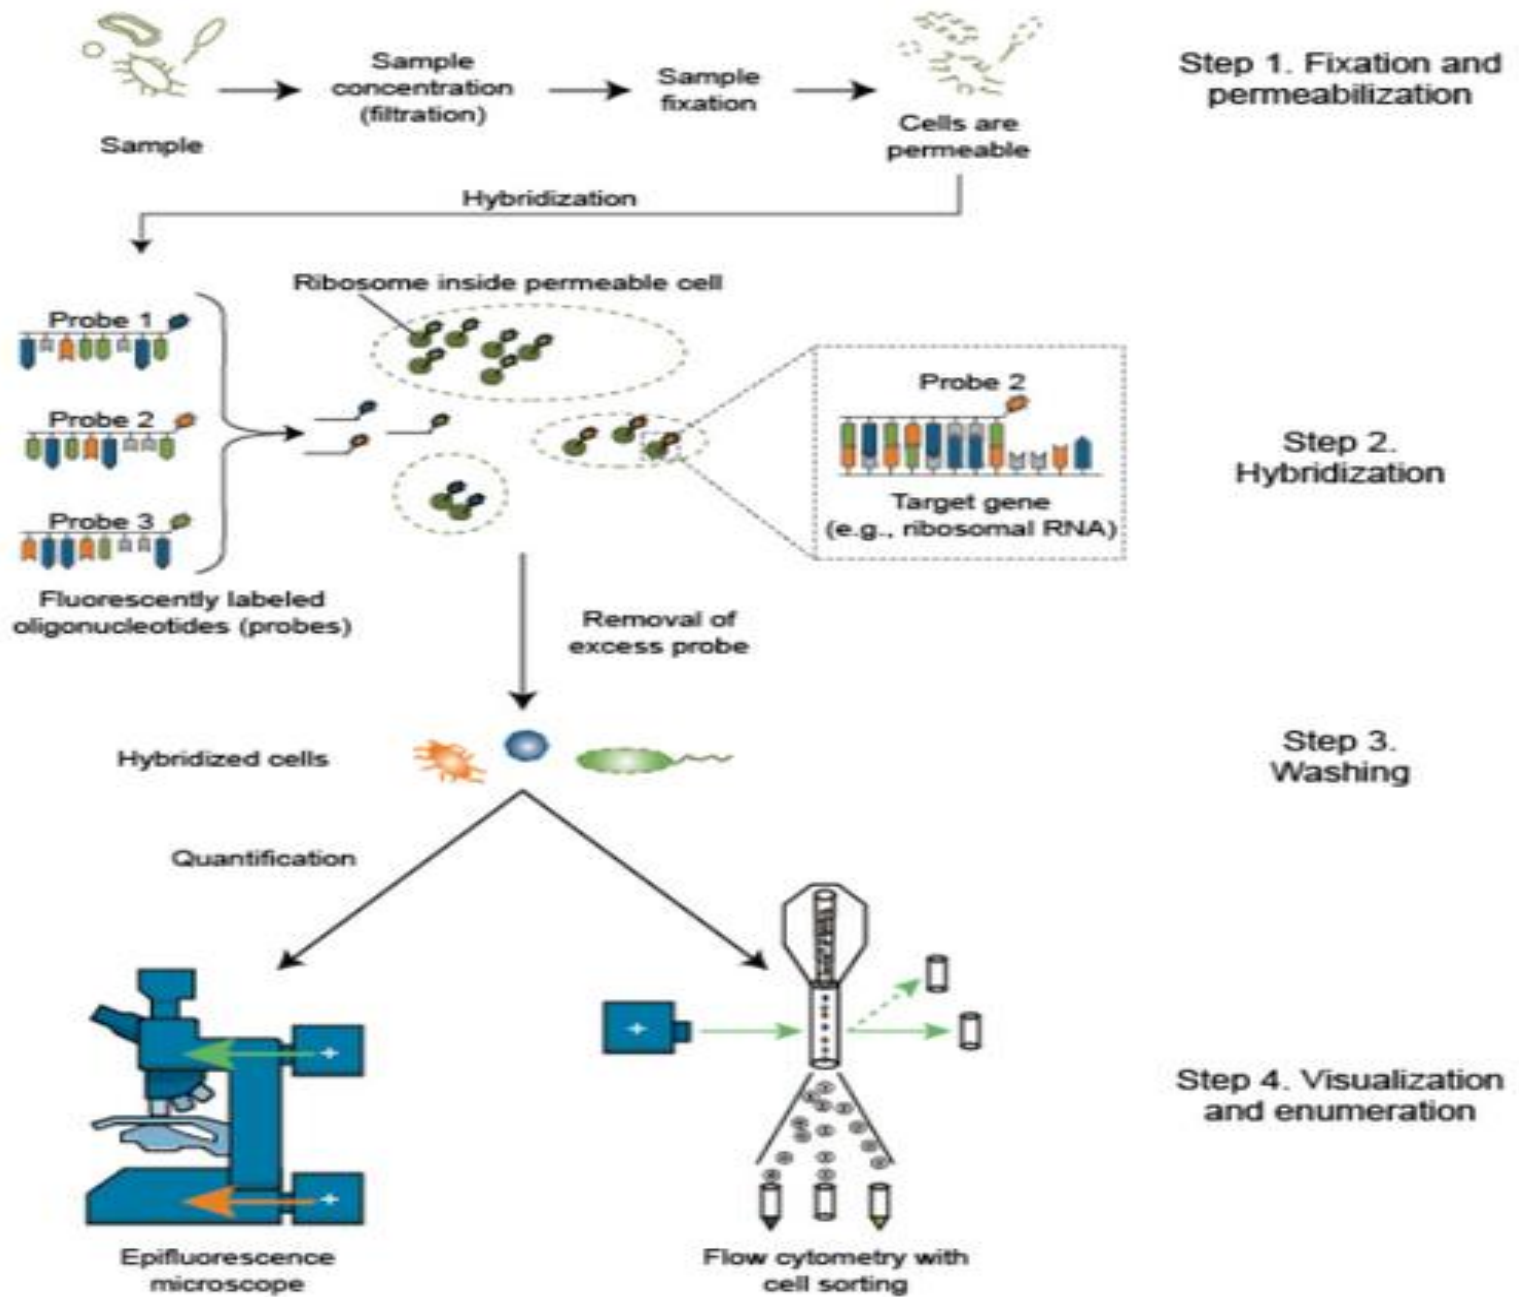 Sample
Sample
concentration
(filtration)
Sample
fixation
Cells are
permeable
Step 1. Fixation and
permeabilization
Hybridization
Ribosome inside permeable cell
Probe 1
Probe 2
Probe 3
Fluorescently labeled
oligonucleotides (probes)
Probe 2
Target gene
(e.g., ribosomal RNA)
Step 2.
Hybridization
Removal of
excess probe
Hybridized cells
Step 3.
Washing
Quantification
Step 4. Visualization
and enumeration
Epifluorescence
microscope
Flow cytometry with
cell sorting